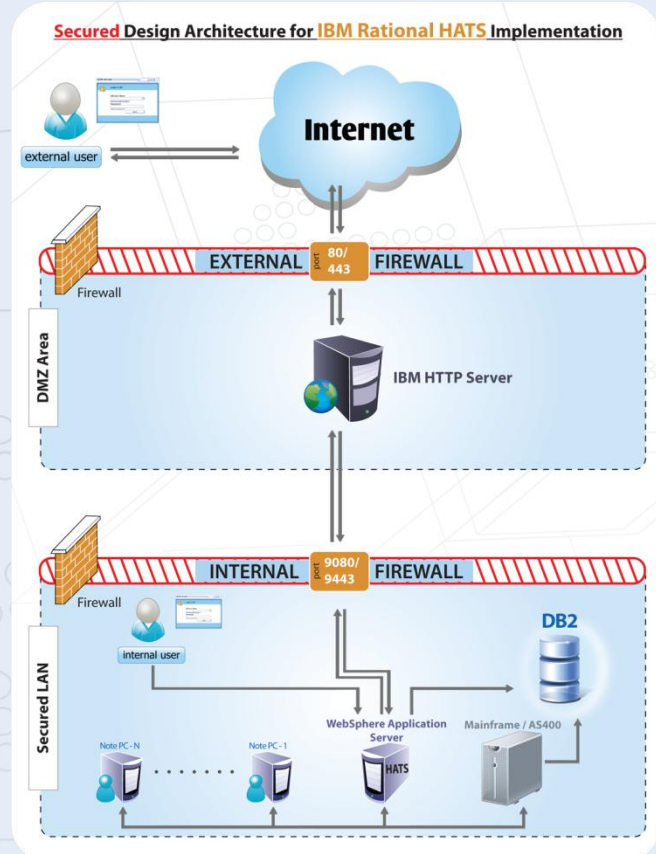 Secured Design Architecture for IBM Rational HATS Implementation
Internet
external user
EXTERNAL
port
80/
443
FIREWALL
Firewall
DMZ Area
IBM HTTP Server
INTERNAL
port
9080/
9443
FIREWALL
Firewall
Secured LAN
internal user
DB2
WebSphere Application
Server
Mainframe / AS400
Note PC - N
Note PC - 1
HATS